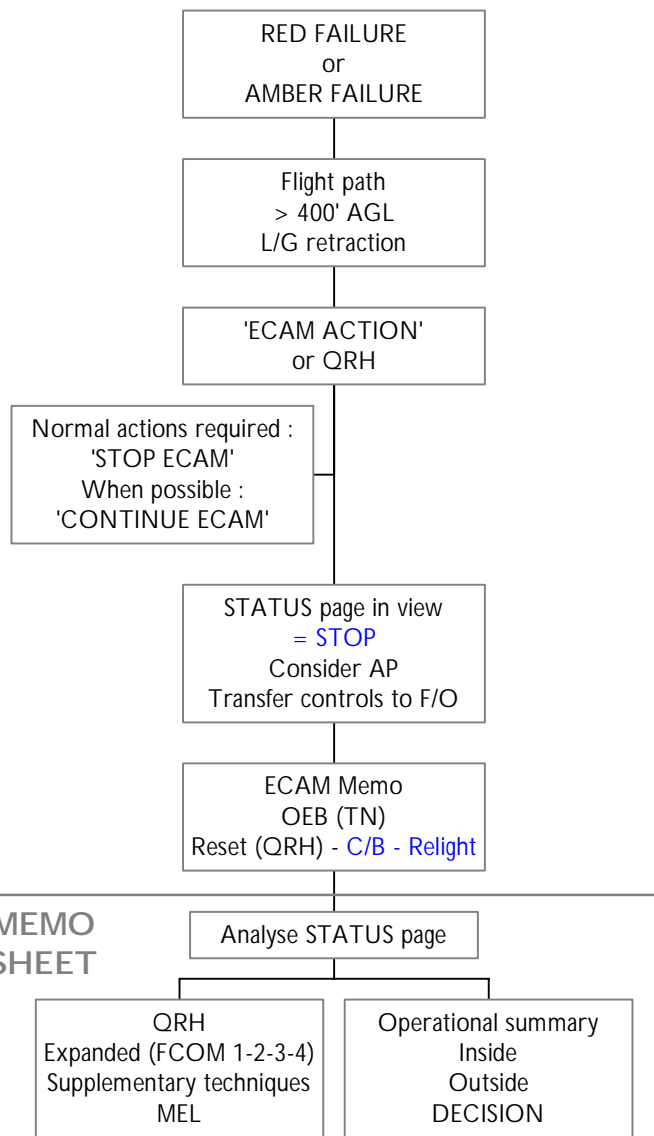 RED FAILURE
or
AMBER FAILURE
Flight path
> 400' AGL
L/G retraction
'ECAM ACTION'
or QRH
Normal actions required :
'STOP ECAM'
When possible :
'CONTINUE ECAM'
STATUS page in view
= STOP
Consider AP
Transfer controls to F/O
ECAM Memo
OEB (TN)
Reset (QRH) - C/B - Relight
MEMO
SHEET
Analyse STATUS page
QRH
Expanded (FCOM 1-2-3-4)
Supplementary techniques
MEL
Operational summary
Inside
Outside
DECISION